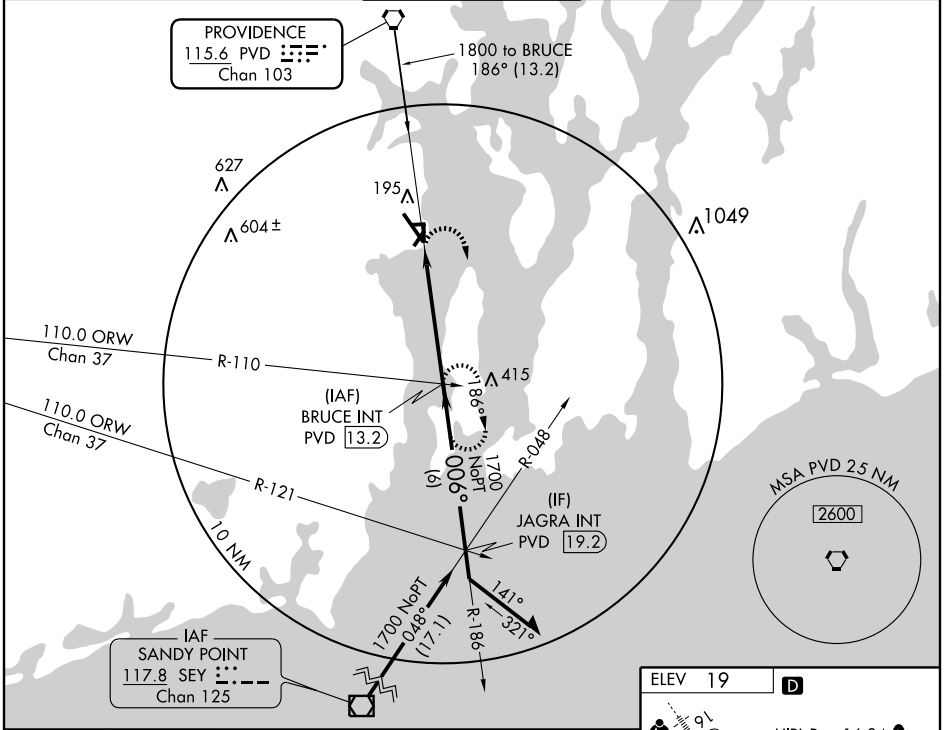 PROVIDENCE
115.6 PVD
Chan 103
1800 to BRUCE
186° (13.2)
627
604 ±
195
1049
110.0 ORW
Chan 37
R-110
(IAF)
BRUCE INT
PVD 13.2
415
186°
110.0 ORW
Chan 37
R-121
1700
NoPT
006°
(6)
R-048
(IF)
JAGRA INT
PVD 19.2
10 NM
MSA PVD 25 NM
2600
1700 NoPT
048°
(17.1)
141°
321°
R-186
IAF
SANDY POINT
117.8 SEY
Chan 125
ELEV 19
D
16